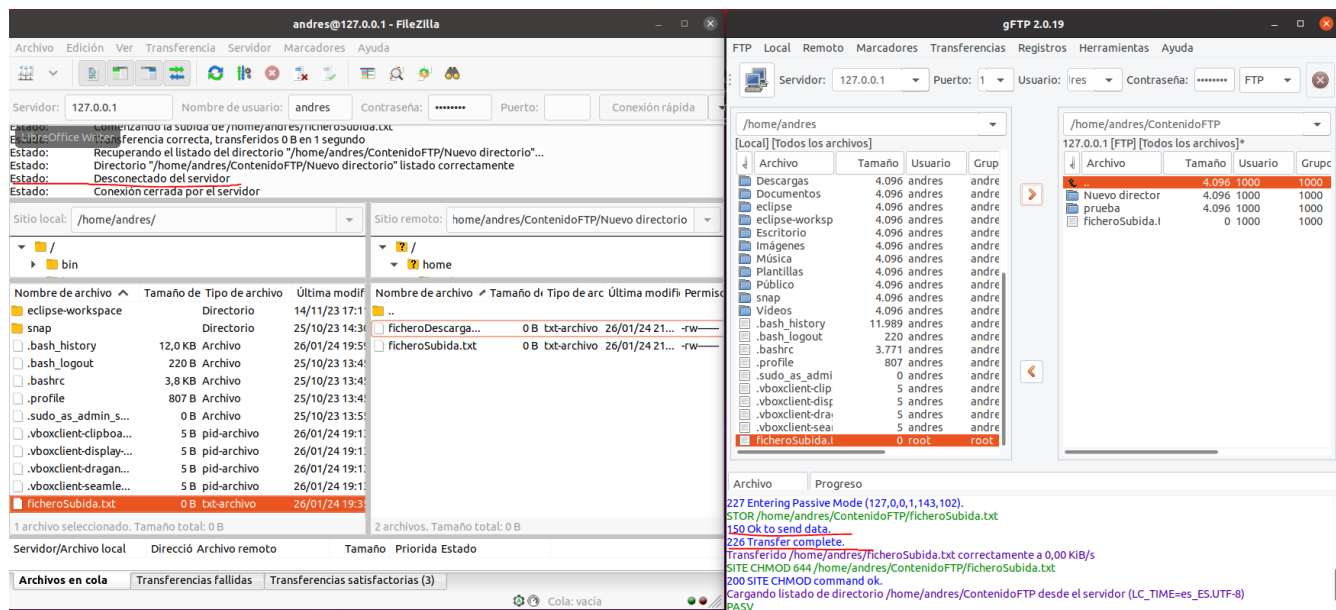 andres@127.0.0.1 - FileZilla
Archivo Edición Ver Transferencia Servidor Marcadores Ayuda
Servidor: 127.0.0.1 Nombre de usuario: andres Contraseña: •••••••• Puerto: Conexión rápida
Estado: Comenzando la subida de /home/andres/ficheroSubida.txt
LibreOffice Writer
Estado: Transferencia correcta, transferidos 0 B en 1 segundo
Estado: Recuperando el listado del directorio "/home/andres/ContenidoFTP/Nuevo directorio"...
Estado: Directorio "/home/andres/ContenidoFTP/Nuevo directorio" listado correctamente
Estado: Desconectado del servidor
Estado: Conexión cerrada por el servidor
Sitio local: /home/andres/
/
bin
Nombre de archivo Tamaño de Tipo de archivo Última modif
eclipse-workspace Directorio 14/11/23 17:1
snap Directorio 25/10/23 14:30
.bash_history 12,0 KB Archivo 26/01/24 19:5
.bash_logout 220 B Archivo 25/10/23 13:4
.bashrc 3,8 KB Archivo 25/10/23 13:4
.profile 807 B Archivo 25/10/23 13:4
.sudo_as_admin_s... 0 B Archivo 25/10/23 13:5
.vboxclient-clipboa... 5 B pid-archivo 26/01/24 19:1
.vboxclient-display-... 5 B pid-archivo 26/01/24 19:1
.vboxclient-dragan... 5 B pid-archivo 26/01/24 19:1
.vboxclient-seamle... 5 B pid-archivo 26/01/24 19:1
ficheroSubida.txt 0 B txt-archivo 26/01/24 19:3
1 archivo seleccionado. Tamaño total: 0 B
Sitio remoto: home/andres/ContenidoFTP/Nuevo directorio
/
home
Nombre de archivo Tamaño de Tipo de arc Última modifi Permiso
..
ficheroDescarga... 0 B txt-archivo 26/01/24 21... -rw-------
ficheroSubida.txt 0 B txt-archivo 26/01/24 21... -rw-------
2 archivos. Tamaño total: 0 B
Servidor/Archivo local Direcció Archivo remoto Tamaño Priorida Estado
Archivos en cola Transferencias fallidas Transferencias satisfactorias (3)
Cola: vacía
gFTP 2.0.19
FTP Local Remoto Marcadores Transferencias Registros Herramientas Ayuda
Servidor: 127.0.0.1 Puerto: 1 Usuario: res Contraseña: •••••••• FTP
/home/andres
[Local] [Todos los archivos]
Archivo Tamaño Usuario Grup
Descargas 4.096 andres andre
Documentos 4.096 andres andre
eclipse 4.096 andres andre
eclipse-worksp 4.096 andres andre
Escritorio 4.096 andres andre
Imágenes 4.096 andres andre
Música 4.096 andres andre
Plantillas 4.096 andres andre
Público 4.096 andres andre
snap 4.096 andres andre
Vídeos 4.096 andres andre
.bash_history 11.989 andres andre
.bash_logout 220 andres andre
.bashrc 3.771 andres andre
.profile 807 andres andre
.sudo_as_admi 0 andres andre
.vboxclient-clip 5 andres andre
.vboxclient-disp 5 andres andre
.vboxclient-drag 5 andres andre
.vboxclient-sear 5 andres andre
ficheroSubida.t 0 root root
/home/andres/ContenidoFTP
127.0.0.1 [FTP] [Todos los archivos]*
Archivo Tamaño Usuario Grupo
.. 4.096 1000 1000
Nuevo director 4.096 1000 1000
prueba 4.096 1000 1000
ficheroSubida.t 0 1000 1000
Archivo Progreso
227 Entering Passive Mode (127,0,0,1,143,102).
STOR /home/andres/ContenidoFTP/ficheroSubida.txt
150 Ok to send data.
226 Transfer complete.
Transferido /home/andres/ficheroSubida.txt correctamente a 0,00 KiB/s
SITE CHMOD 644 /home/andres/ContenidoFTP/ficheroSubida.txt
200 SITE CHMOD command ok.
Cargando listado de directorio /home/andres/ContenidoFTP desde el servidor (LC_TIME=es_ES.UTF-8)
PASV